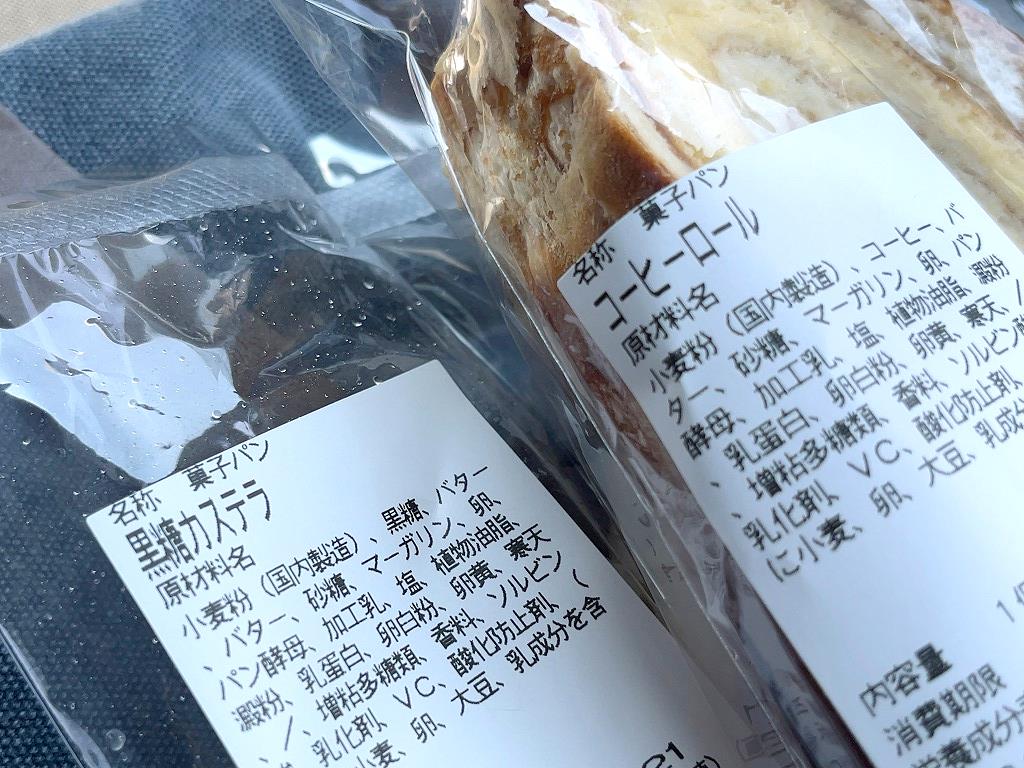 名称 菓子パン
黒糖カステラ
原材料名
小麦粉(国内製造)、黒糖、バター
、バター、砂糖、マーガリン、卵、
パン酵母、加工乳、塩、植物油脂、
澱粉、乳蛋白、卵白粉、卵黄、寒天
/、増粘多糖類、香料、ソルビン
乳化剤、VC、酸化防止剤、(
小麦、卵、大豆、乳成分を含
名称 菓子パン
コーヒーロール
原材料名
小麦粉(国内製造)、コーヒー、バ
ター、砂糖、マーガリン、卵、パン
酵母、加工乳、塩、植物油脂、澱粉
、乳蛋白、卵白粉、卵黄、寒天、/
、増粘多糖類、香料、ソルビン酸
乳化剤、VC、酸化防止剤、
に小麦、卵、大豆、乳成
内容量
消費期限
栄養成分